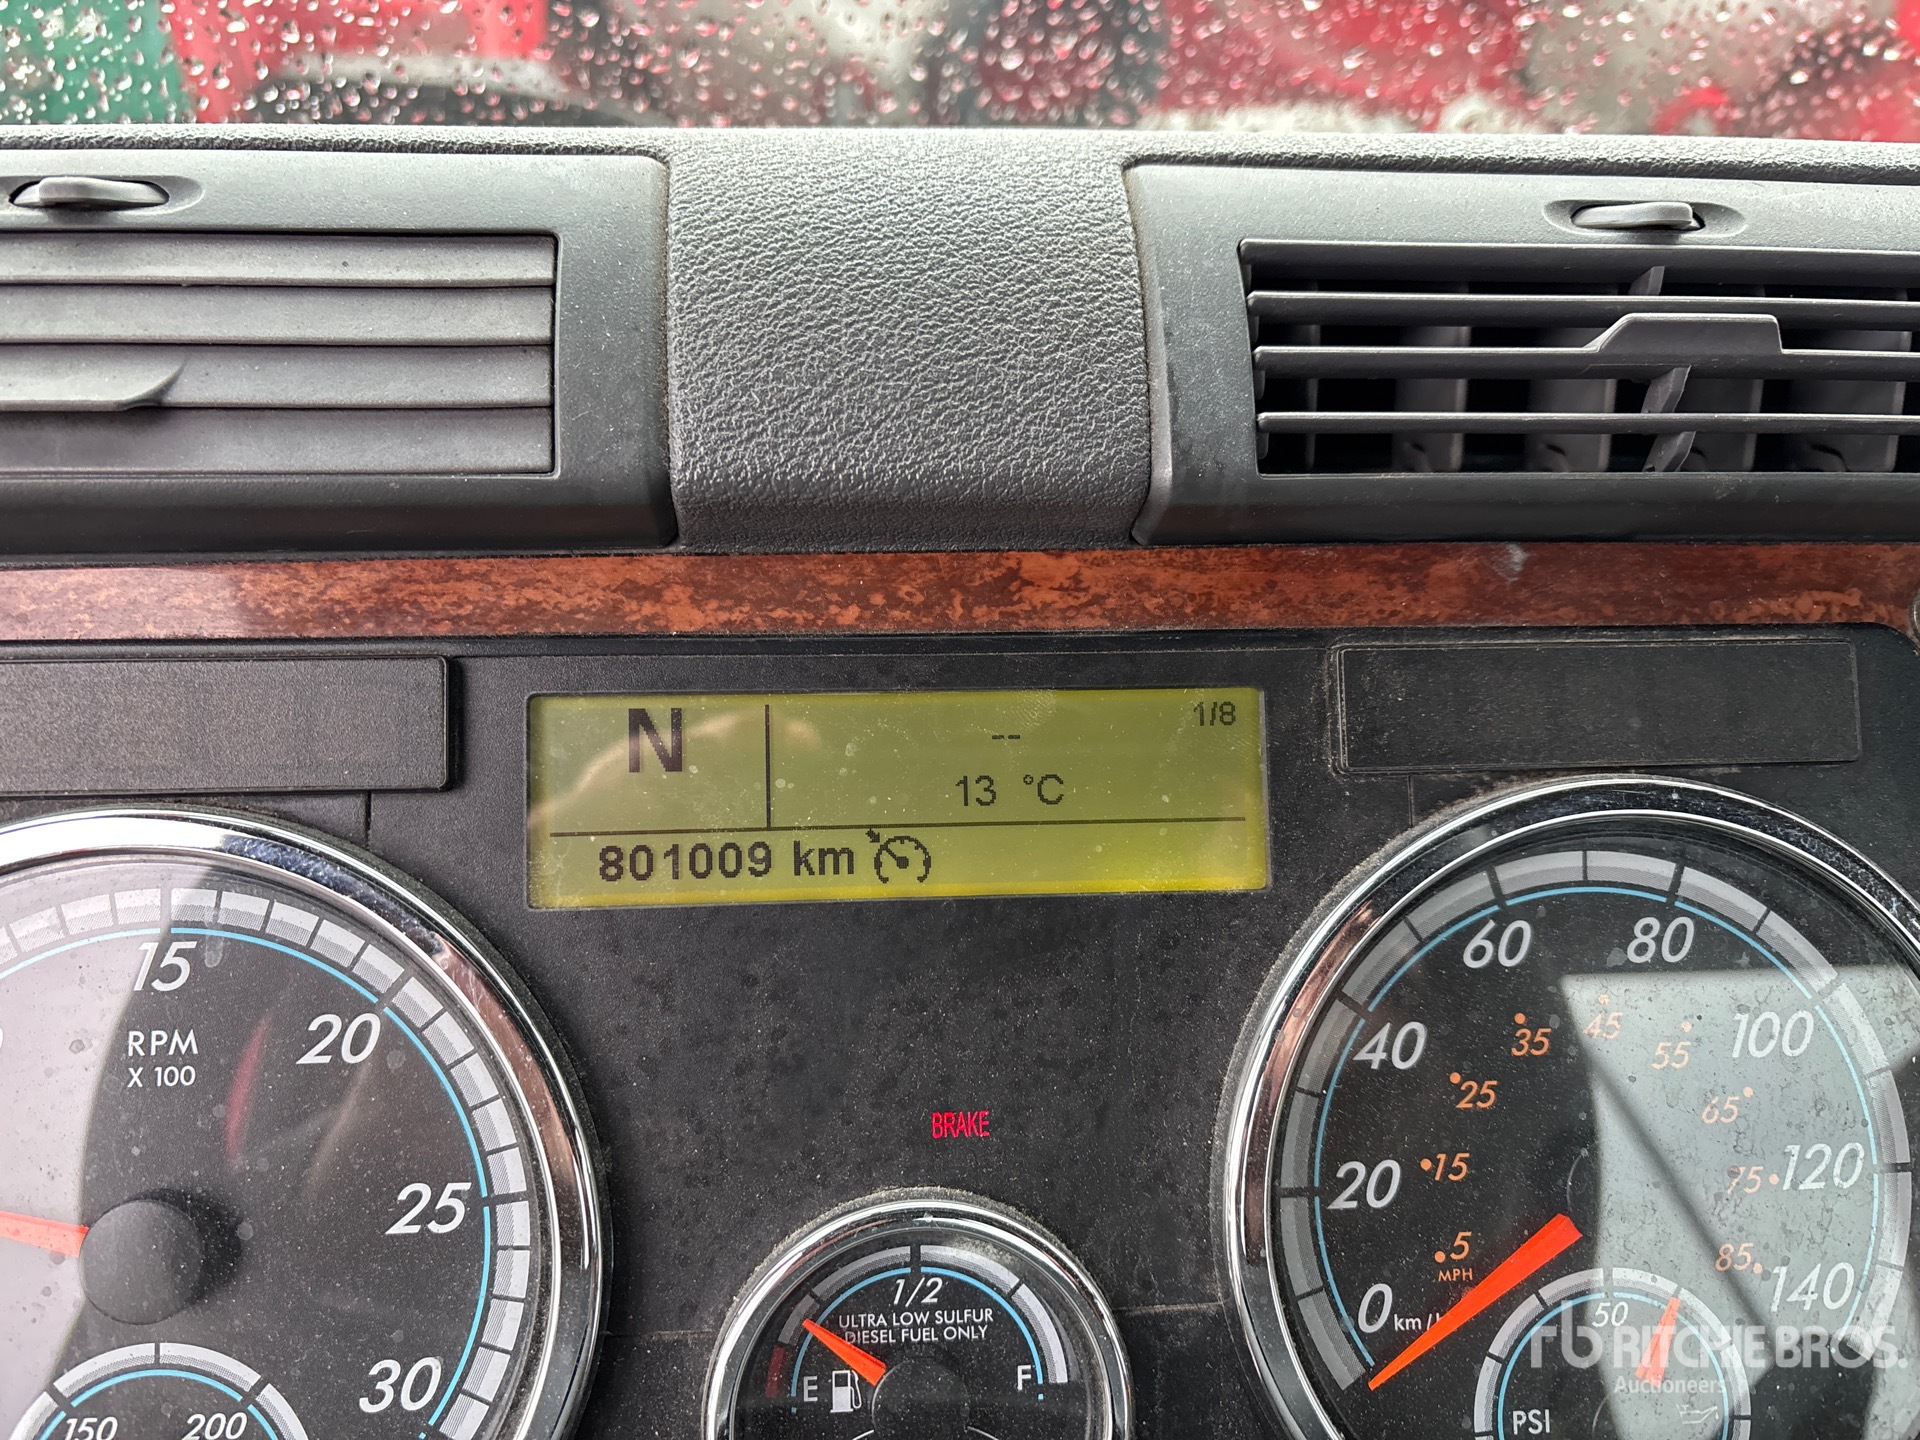 N
--
1/8
13 °C
801009 km
15
20
25
30
RPM
X 100
150
200
BRAKE
1/2
ULTRA LOW SULFUR
DIESEL FUEL ONLY
E
F
0
20
40
60
80
100
120
140
km/
5
MPH
15
25
35
45
55
65
75
85
50
PSI
rb RITCHIE BROS.
Auctioneers